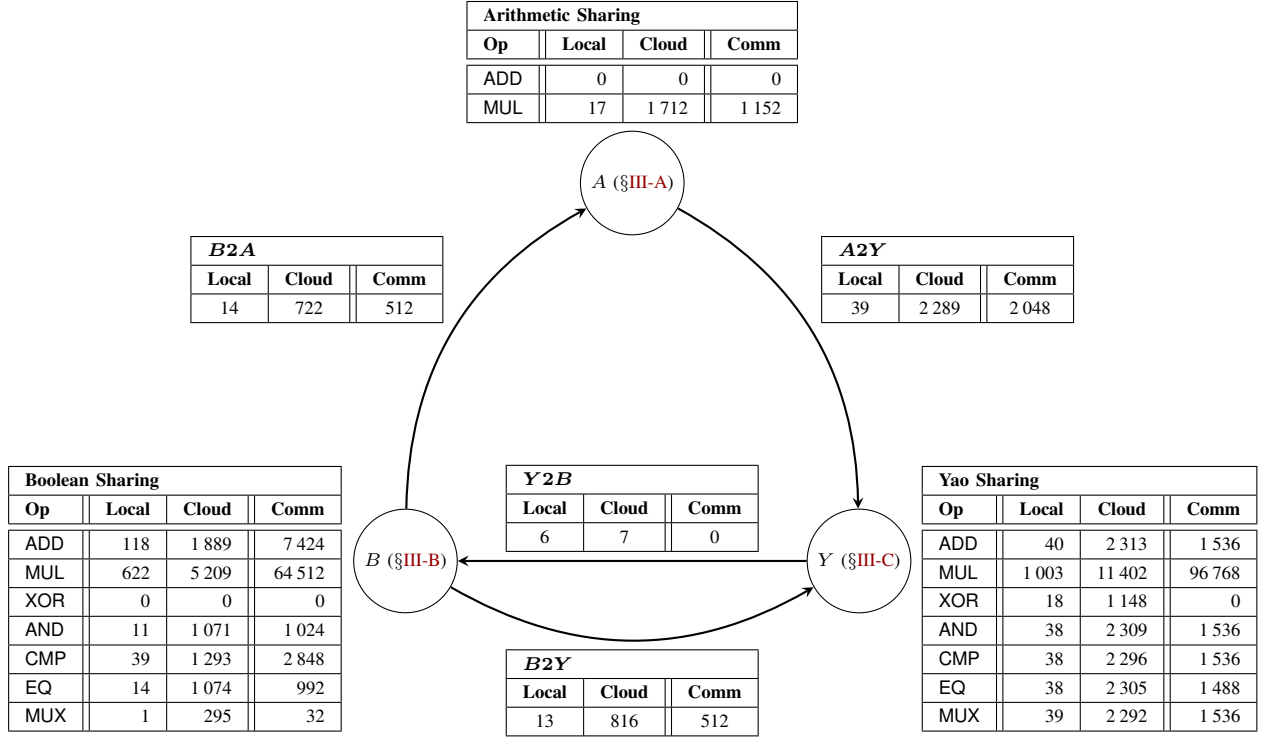 Arithmetic Sharing
Op Local Cloud Comm
ADD 0 0 0
MUL 17 1 712 1 152
A (§III-A)
B2A
Local Cloud Comm
14 722 512
A2Y
Local Cloud Comm
39 2 289 2 048
Boolean Sharing
Op Local Cloud Comm
ADD 118 1 889 7 424
MUL 622 5 209 64 512
XOR 0 0 0
AND 11 1 071 1 024
CMP 39 1 293 2 848
EQ 14 1 074 992
MUX 1 295 32
B (§III-B)
Y2B
Local Cloud Comm
6 7 0
B2Y
Local Cloud Comm
13 816 512
Y (§III-C)
Yao Sharing
Op Local Cloud Comm
ADD 40 2 313 1 536
MUL 1 003 11 402 96 768
XOR 18 1 148 0
AND 38 2 309 1 536
CMP 38 2 296 1 536
EQ 38 2 305 1 488
MUX 39 2 292 1 536